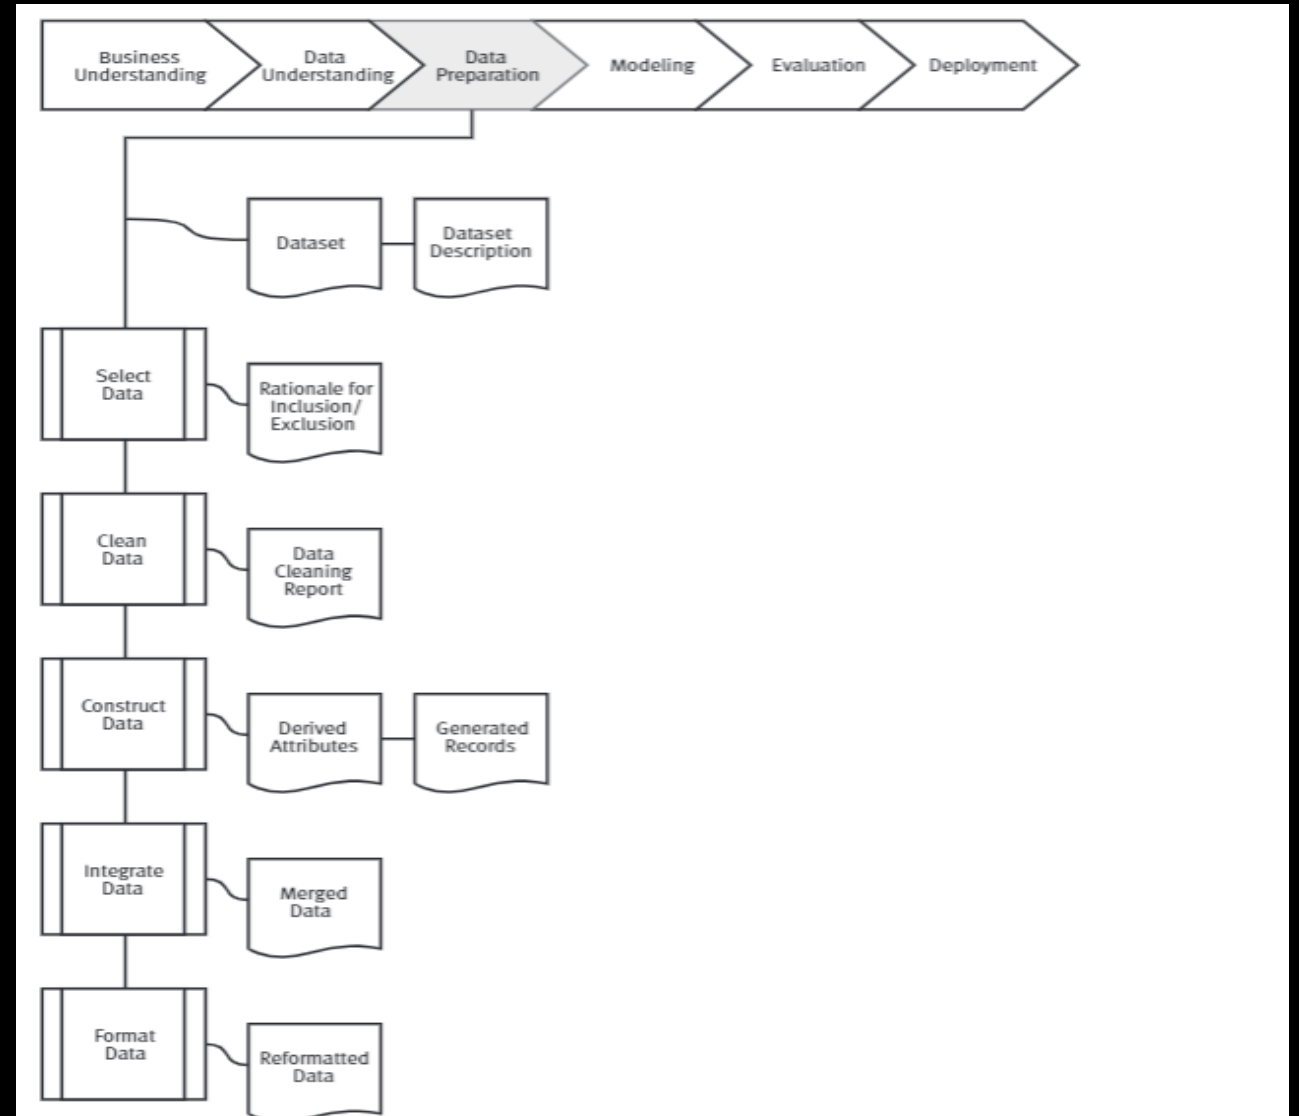 Business
Understanding
Data
Understanding
Data
Preparation
Modeling
Evaluation
Deployment
Dataset
Dataset
Description
Select
Data
Rationale for
Inclusion/
Exclusion
Clean
Data
Data
Cleaning
Report
Construct
Data
Derived
Attributes
Generated
Records
Integrate
Data
Merged
Data
Format
Data
Reformatted
Data